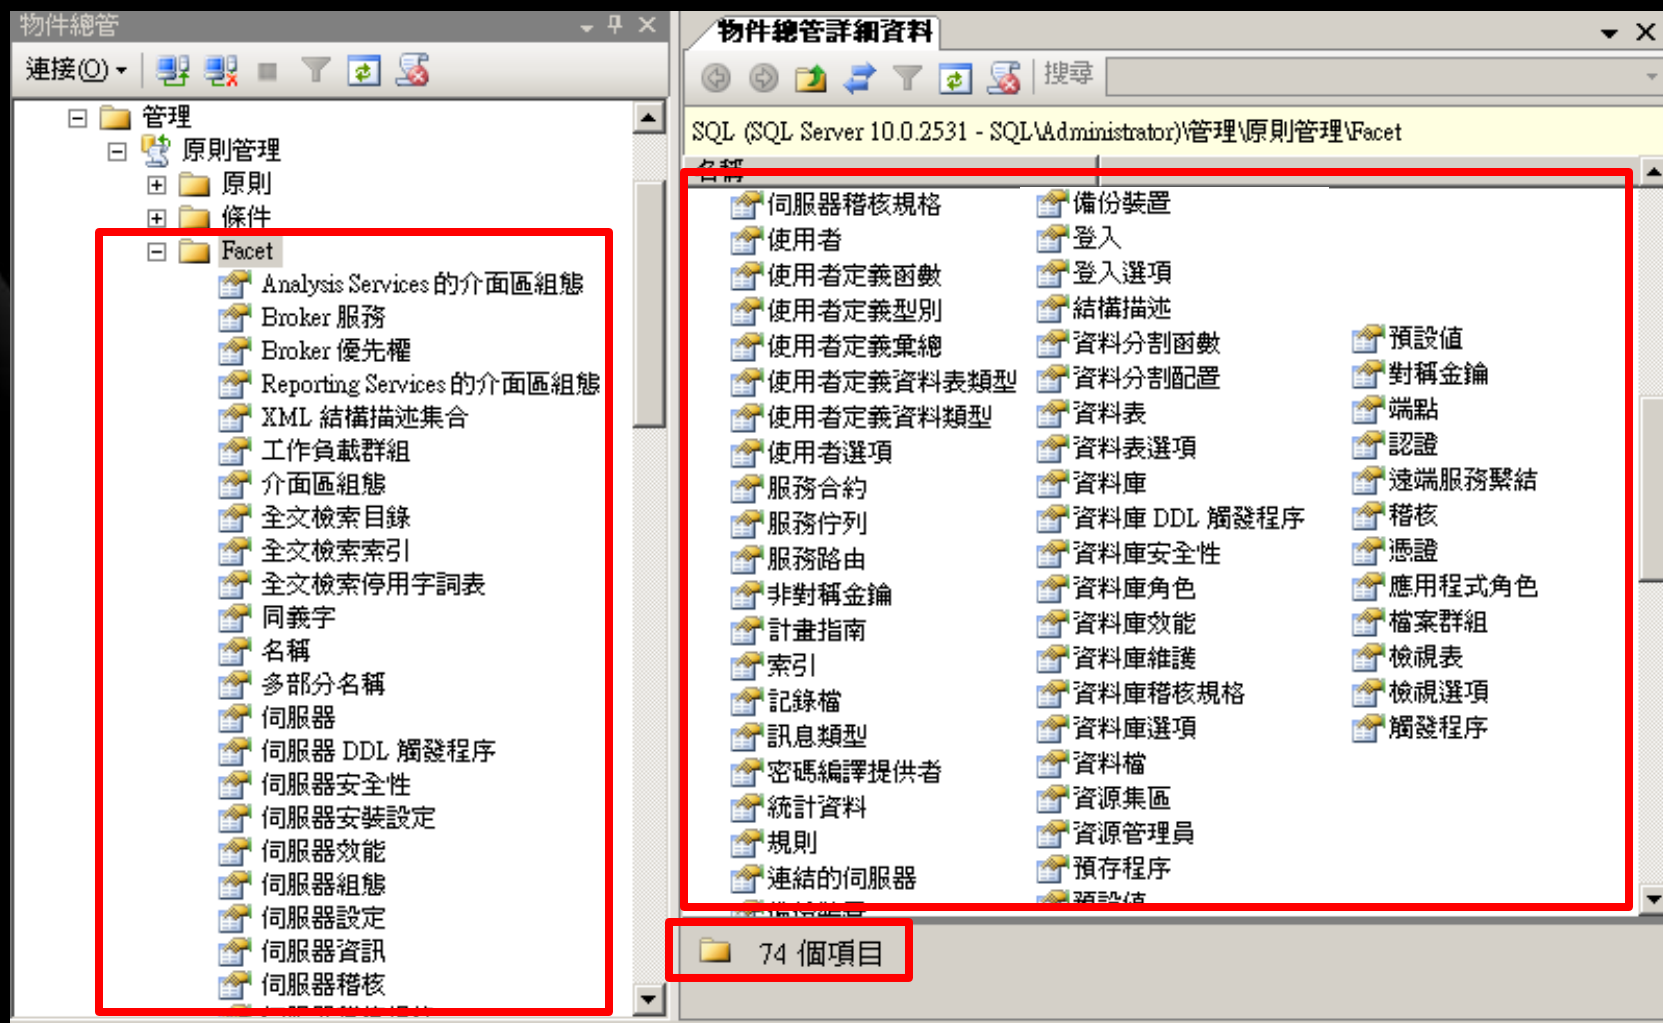 物件總管
連接(O)
管理
原則管理
原則
條件
Facet
Analysis Services 的介面區組態
Broker 服務
Broker 優先權
Reporting Services 的介面區組態
XML 結構描述集合
工作負載群組
介面區組態
全文檢索目錄
全文檢索索引
全文檢索停用字詞表
同義字
名稱
多部分名稱
伺服器
伺服器 DDL 觸發程序
伺服器安全性
伺服器安裝設定
伺服器效能
伺服器組態
伺服器設定
伺服器資訊
伺服器稽核
物件總管詳細資料
搜尋
SQL (SQL Server 10.0.2531 - SQL\Administrator)\管理\原則管理\Facet
名稱
伺服器稽核規格
使用者
使用者定義函數
使用者定義型別
使用者定義彙總
使用者定義資料表類型
使用者定義資料類型
使用者選項
服務合約
服務佇列
服務路由
非對稱金鑰
計畫指南
索引
記錄檔
訊息類型
密碼編譯提供者
統計資料
規則
連結的伺服器
備份裝置
登入
登入選項
結構描述
資料分割函數
資料分割配置
資料表
資料表選項
資料庫
資料庫 DDL 觸發程序
資料庫安全性
資料庫角色
資料庫效能
資料庫維護
資料庫稽核規格
資料庫選項
資料檔
資源集區
資源管理員
預存程序
預設值
預設值
對稱金鑰
端點
認證
遠端服務繫結
稽核
憑證
應用程式角色
檔案群組
檢視表
檢視選項
觸發程序
74 個項目